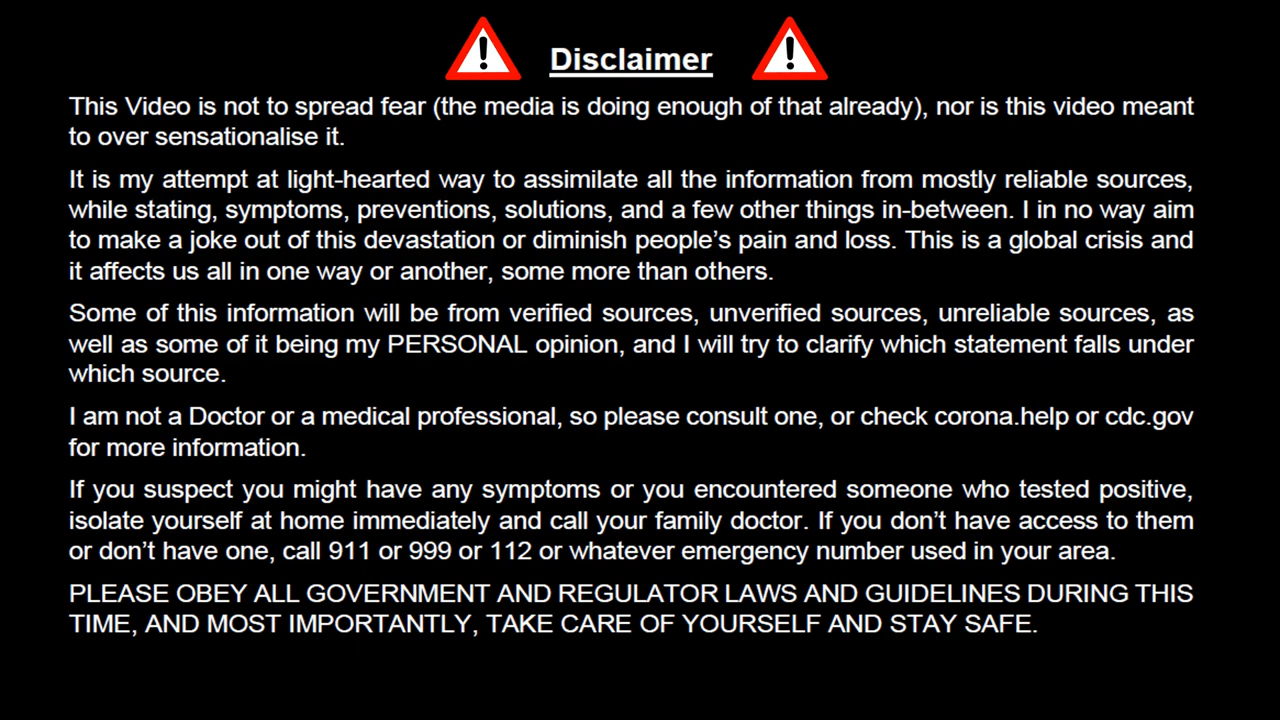 Disclaimer
This Video is not to spread fear (the media is doing enough of that already), nor is this video meant
to over sensationalise it.
It is my attempt at light-hearted way to assimilate all the information from mostly reliable sources,
while stating, symptoms, preventions, solutions, and a few other things in-between. I in no way aim
to make a joke out of this devastation or diminish people’s pain and loss. This is a global crisis and
it affects us all in one way or another, some more than others.
Some of this information will be from verified sources, unverified sources, unreliable sources, as
well as some of it being my PERSONAL opinion, and I will try to clarify which statement falls under
which source.
I am not a Doctor or a medical professional, so please consult one, or check corona.help or cdc.gov
for more information.
If you suspect you might have any symptoms or you encountered someone who tested positive,
isolate yourself at home immediately and call your family doctor. If you don’t have access to them
or don’t have one, call 911 or 999 or 112 or whatever emergency number used in your area.
PLEASE OBEY ALL GOVERNMENT AND REGULATOR LAWS AND GUIDELINES DURING THIS
TIME, AND MOST IMPORTANTLY, TAKE CARE OF YOURSELF AND STAY SAFE.